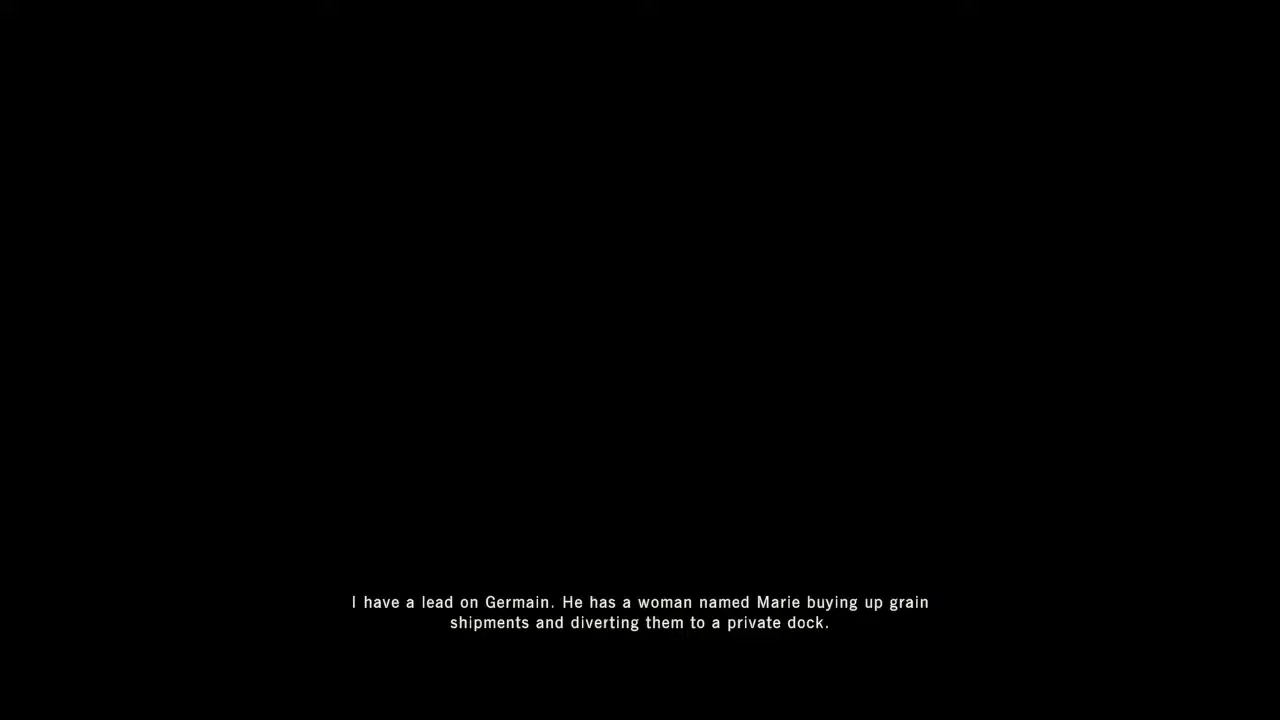 I have a lead on Germain. He has a woman named Marie buying up grain
shipments and diverting them to a private dock.